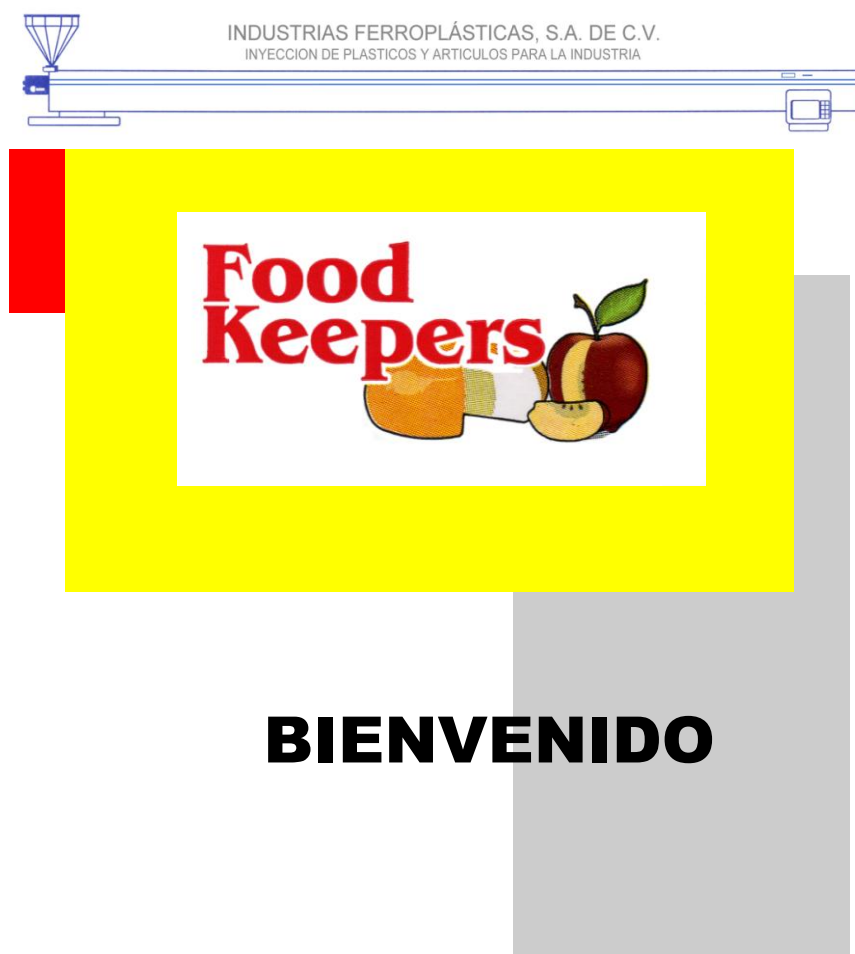 INDUSTRIAS FERROPLÁSTICAS, S.A. DE C.V.
INYECCION DE PLASTICOS Y ARTICULOS PARA LA INDUSTRIA
Food
Keepers
BIENVENIDO